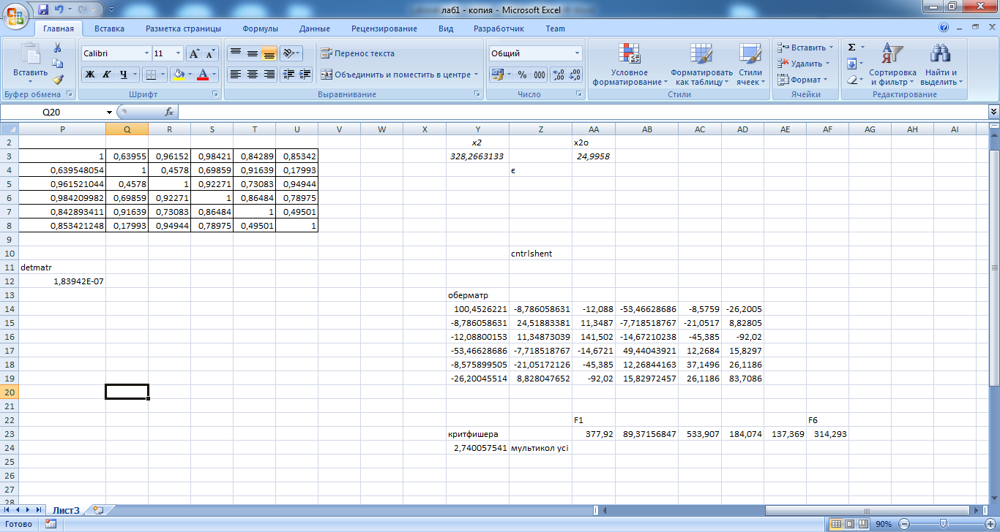 лаб1 - копия - Microsoft Excel
Главная Вставка Разметка страницы Формулы Данные Рецензирование Вид Разработчик Team
Вставить
Calibri 11
Ж К Ч
Перенос текста
Объединить и поместить в центре
Общий
% 000
Условное форматирование
Форматировать как таблицу
Стили ячеек
Вставить
Удалить
Формат
Σ
Сортировка и фильтр
Найти и выделить
Буфер обмена Шрифт Выравнивание Число Стили Ячейки Редактирование
Q20 fx
P Q R S T U V W X Y Z AA AB AC AD AE AF AG AH AI
2 x2 x2o
3 1 0,63955 0,96152 0,98421 0,84289 0,85342 328,2663133 24,9958
4 0,639548054 1 0,4578 0,69859 0,91639 0,17993 є
5 0,961521044 0,4578 1 0,92271 0,73083 0,94944
6 0,984209982 0,69859 0,92271 1 0,86484 0,78975
7 0,842893411 0,91639 0,73083 0,86484 1 0,49501
8 0,853421248 0,17993 0,94944 0,78975 0,49501 1
9
10 cntrlshent
11 detmatr
12 1,83942E-07
13 оберматр
14 100,4526221 -8,786058631 -12,088 -53,46628686 -8,5759 -26,2005
15 -8,786058631 24,51883381 11,3487 -7,718518767 -21,0517 8,82805
16 -12,08800153 11,34873039 141,502 -14,67210238 -45,385 -92,02
17 -53,46628686 -7,718518767 -14,6721 49,44043921 12,2684 15,8297
18 -8,575899505 -21,05172126 -45,385 12,26844163 37,1496 26,1186
19 -26,20045514 8,828047652 -92,02 15,82972457 26,1186 83,7086
20
21
22 F1 F6
23 критфишера 377,92 89,37156847 533,907 184,074 137,369 314,293
24 2,740057541 мультикол усі
25
26
27
28
Лист3
Готово 90%